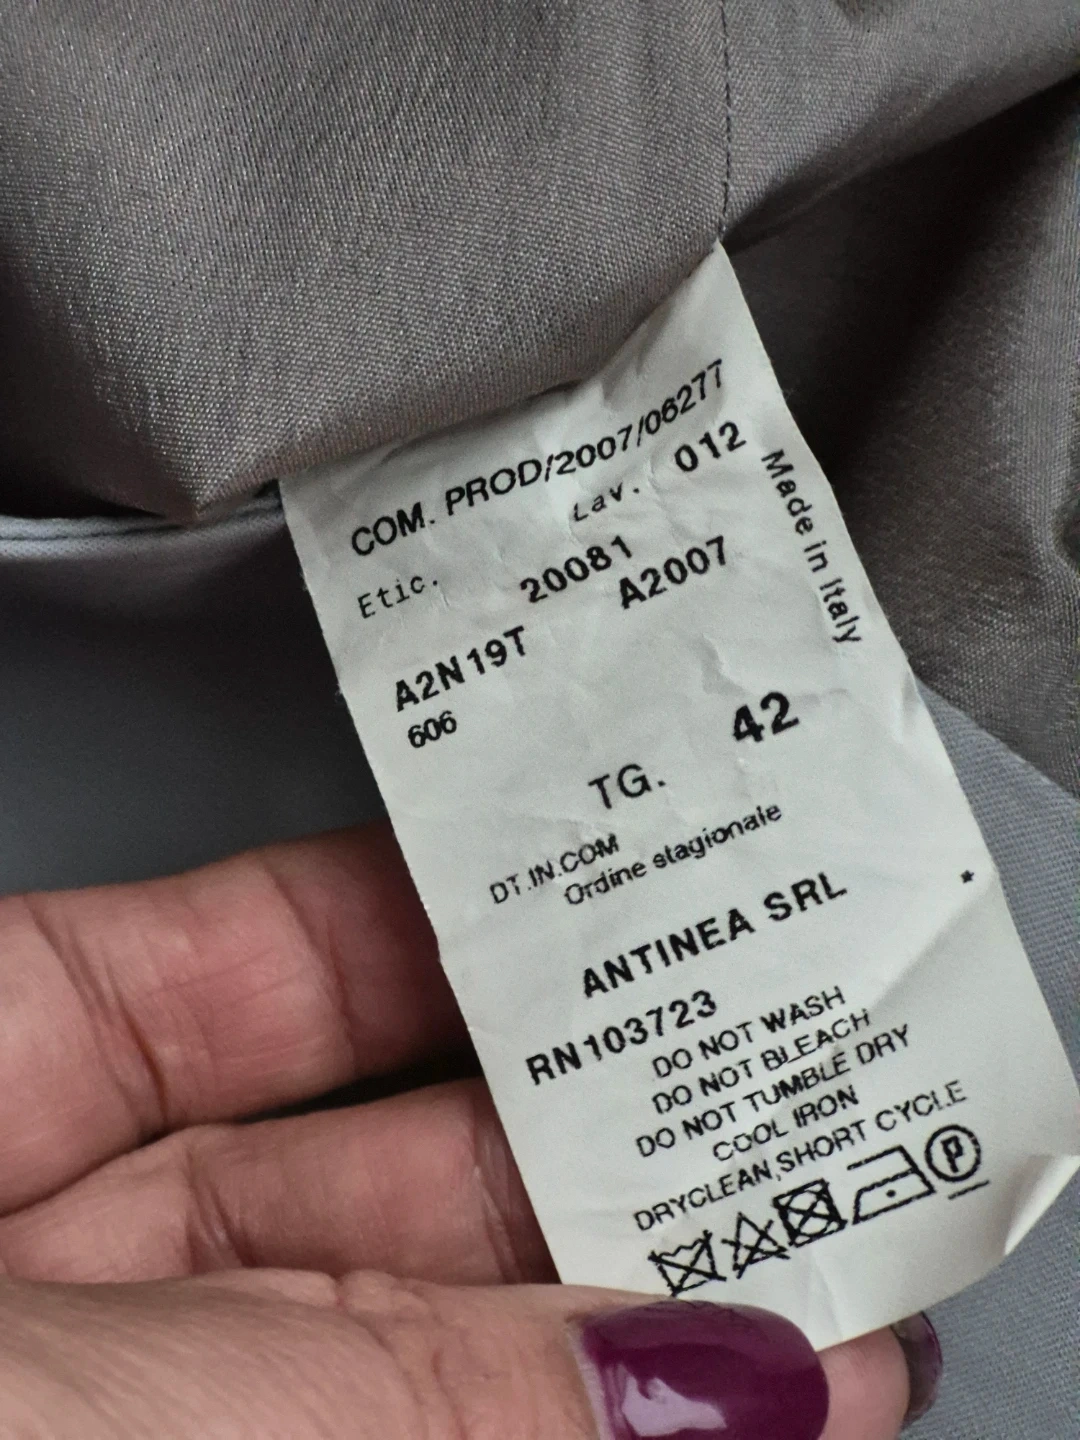 COM. PROD/2007/06277
Lav. 012
Etic. 20081
A2N19T A2007
606
TG. 42
DT.IN.COM
Ordine stagionale
ANTINEA SRL *
RN103723
DO NOT WASH
DO NOT BLEACH
DO NOT TUMBLE DRY
COOL IRON
DRYCLEAN,SHORT CYCLE
P
Made in Italy